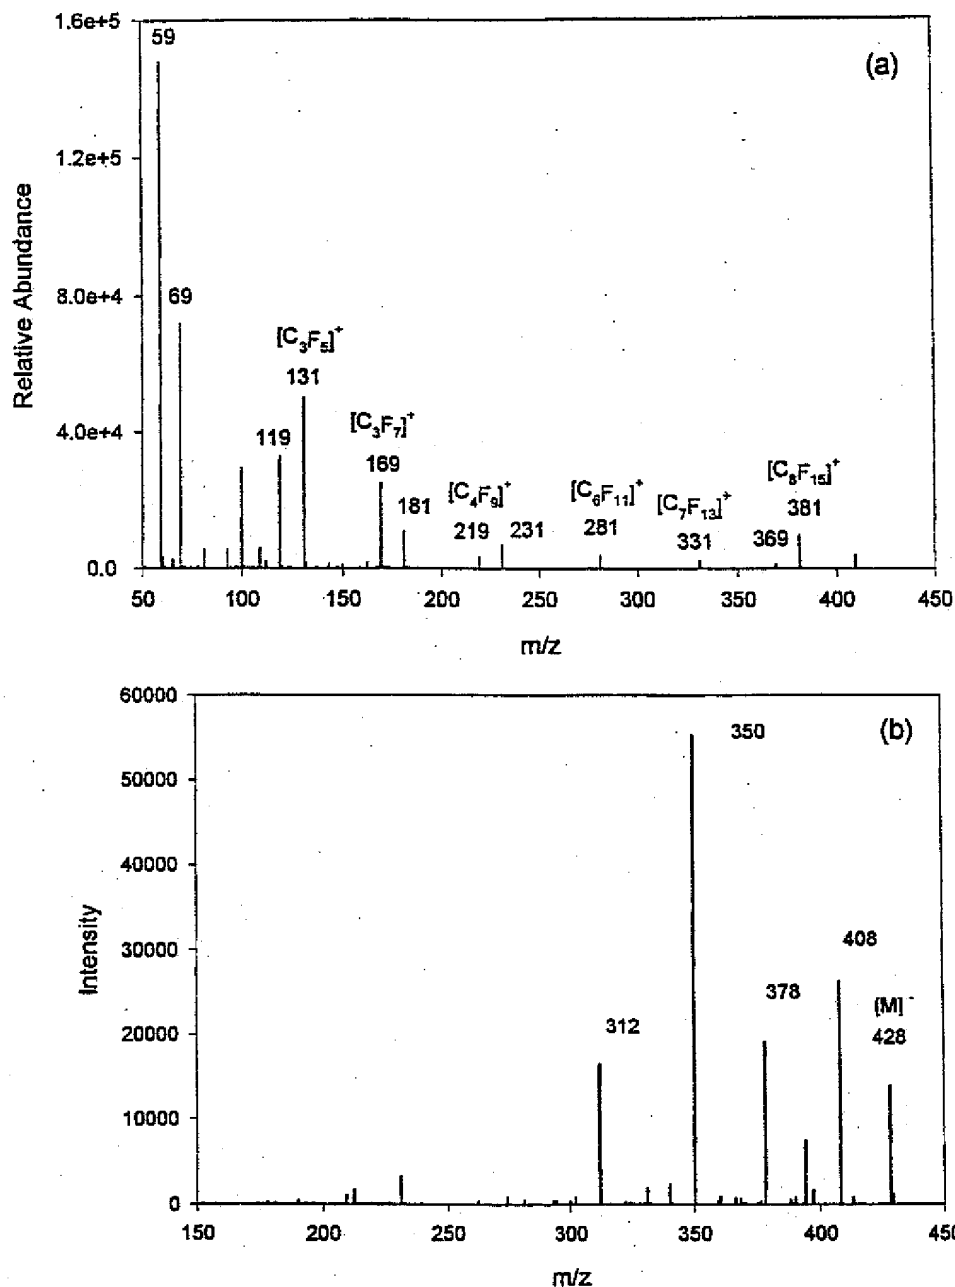 1.6e+5
59
(a)
1.2e+5
Relative Abundance
8.0e+4
69
[C3F5]+
131
4.0e+4
119
[C3F7]+
169
181
[C4F9]+
219
231
[C6F11]+
281
[C7F13]+
331
[C8F15]+
381
369
0.0
50 100 150 200 250 300 350 400 450
m/z
60000
350
(b)
50000
40000
Intensity
30000
408
378
(M]-
428
20000
312
10000
0
150 200 250 300 350 400 450
m/z